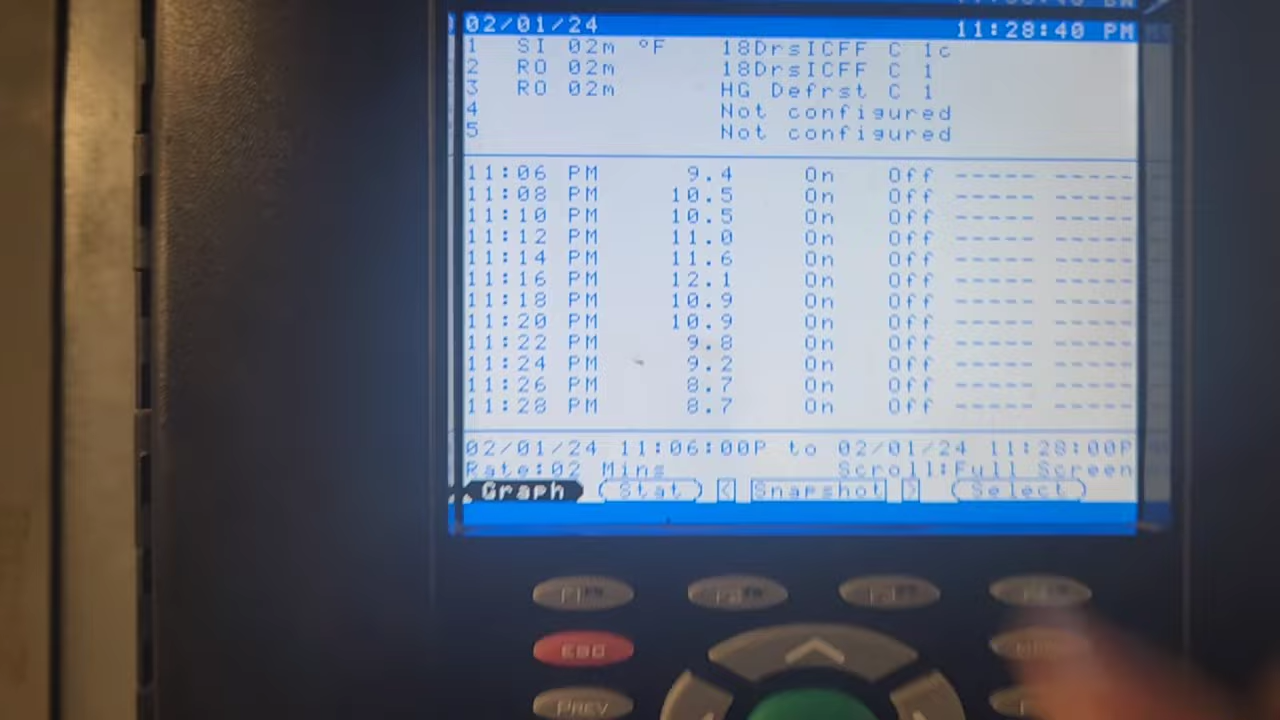 02/01/24 11:28:40 PM
1 SI 02m °F 18DrsICFF C 1c
2 RO 02m 18DrsICFF C 1
3 RO 02m HG Defrst C 1
4 Not configured
5 Not configured
11:06 PM 9.4 On Off ----- -----
11:08 PM 10.5 On Off ----- -----
11:10 PM 10.5 On Off ----- -----
11:12 PM 11.0 On Off ----- -----
11:14 PM 11.6 On Off ----- -----
11:16 PM 12.1 On Off ----- -----
11:18 PM 10.9 On Off ----- -----
11:20 PM 10.9 On Off ----- -----
11:22 PM 9.8 On Off ----- -----
11:24 PM 9.2 On Off ----- -----
11:26 PM 8.7 On Off ----- -----
11:28 PM 8.7 On Off ----- -----
02/01/24 11:06:00P to 02/01/24 11:28:00P
Rate:02 Mins Scroll:Full Screen
Graph Stat < Snapshot > Select
ESC
PREV